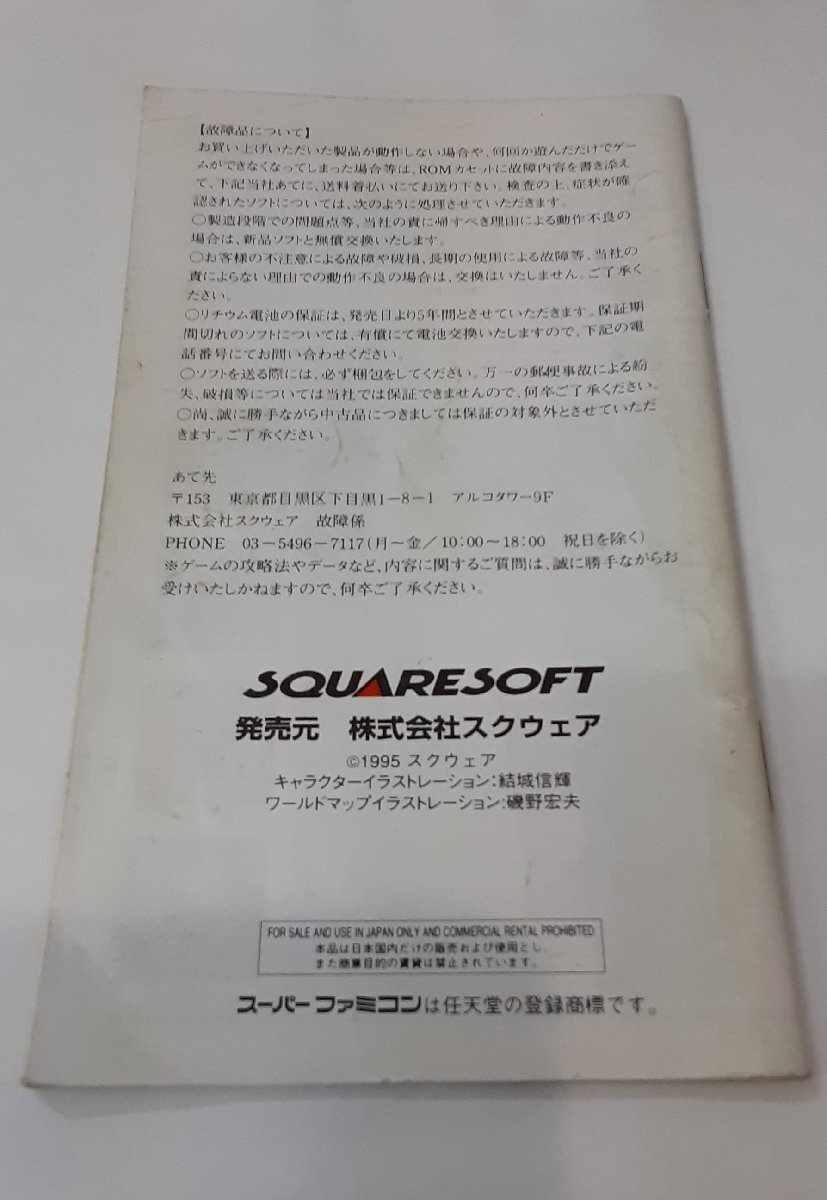 【故障品について】
お買い上げいただいた製品が動作しない場合や、何回か遊んだだけでゲー
ムができなくなってしまった場合等は、ROMカセットに故障内容を書き添え
て、下記当社あてに、送料着払いにてお送り下さい。検査の上、症状が確
認されたソフトについては、次のように処理させていただきます。
○製造段階での問題点等、当社の責に帰すべき理由による動作不良の
場合は、新品ソフトと無償交換いたします。
○お客様の不注意による故障や破損、長期の使用による故障等、当社の
責によらない理由での動作不良の場合は、交換はいたしません。ご了承く
ださい。
○リチウム電池の保証は、発売日より5年間とさせていただきます。保証期
間切れのソフトについては、有償にて電池交換いたしますので、下記の電
話番号にてお問い合わせください。
○ソフトを送る際には、必ず梱包をしてください。万一の郵便事故による紛
失、破損等については当社では保証できませんので、何卒ご了承ください。
○尚、誠に勝手ながら中古品につきましては保証の対象外とさせていただ
きます。ご了承ください。
あて先
〒153 東京都目黒区下目黒1-8-1 アルコタワー9F
株式会社スクウェア 故障係
PHONE 03-5496-7117(月～金/10:00～18:00 祝日を除く)
※ゲームの攻略法やデータなど、内容に関するご質問は、誠に勝手ながらお
受けいたしかねますので、何卒ご了承ください。
SQUARESOFT
発売元 株式会社スクウェア
©1995 スクウェア
キャラクターイラストレーション:結城信輝
ワールドマップイラストレーション:磯野宏夫
FOR SALE AND USE IN JAPAN ONLY AND COMMERCIAL RENTAL PROHIBITED.
本品は日本国内だけの販売および使用とし、
また商業目的の賃貸は禁止されています。
スーパーファミコンは任天堂の登録商標です。